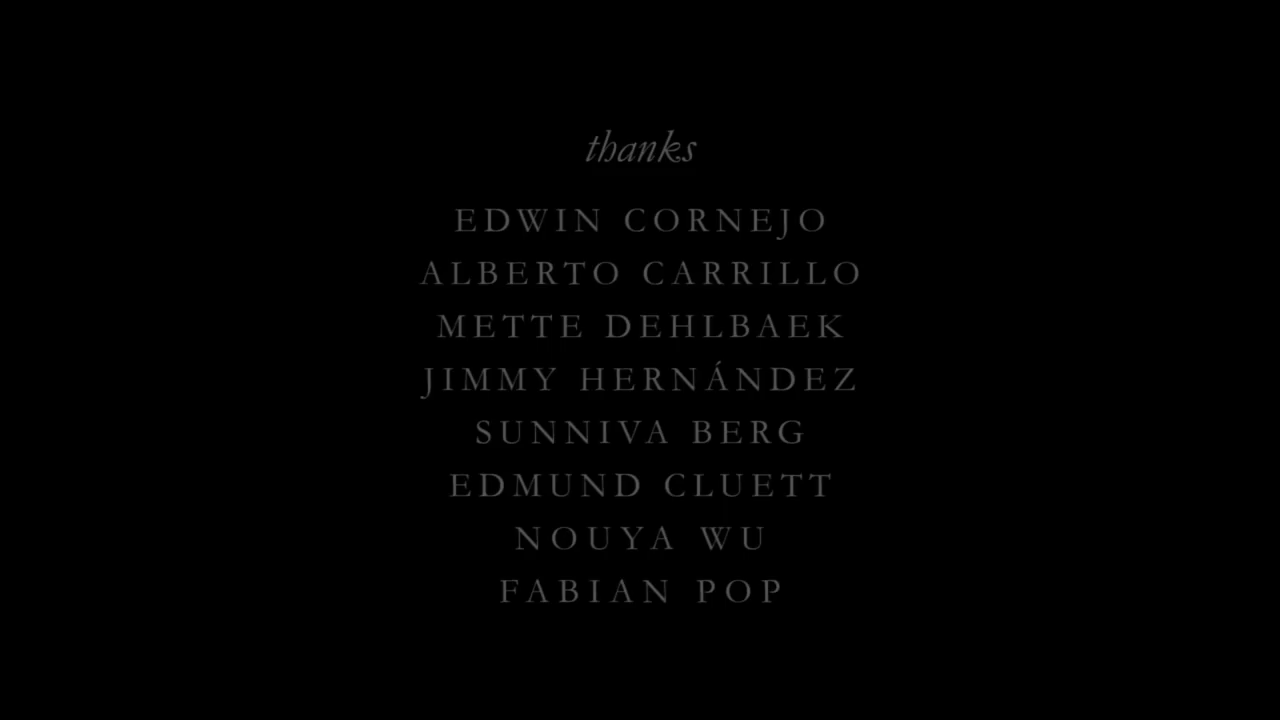 thanks
EDWIN CORNEJO
ALBERTO CARRILLO
METTE DEHLBAEK
JIMMY HERNÁNDEZ
SUNNIVA BERG
EDMUND CLUETT
NOUYA WU
FABIAN POP